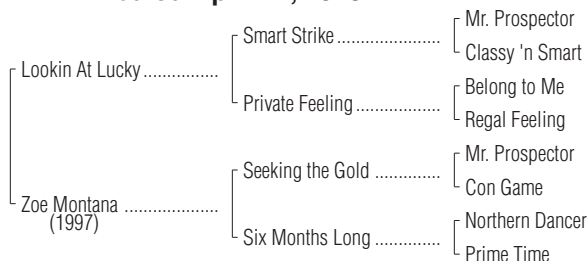 Mr. Prospector
Smart Strike ..................
Classy 'n Smart
Lookin At Lucky ...............
Belong to Me
Private Feeling .................
Regal Feeling
Mr. Prospector
Seeking the Gold ..............
Con Game
Zoe Montana ...................
(1997)
Northern Dancer
Six Months Long ..............
Prime Time